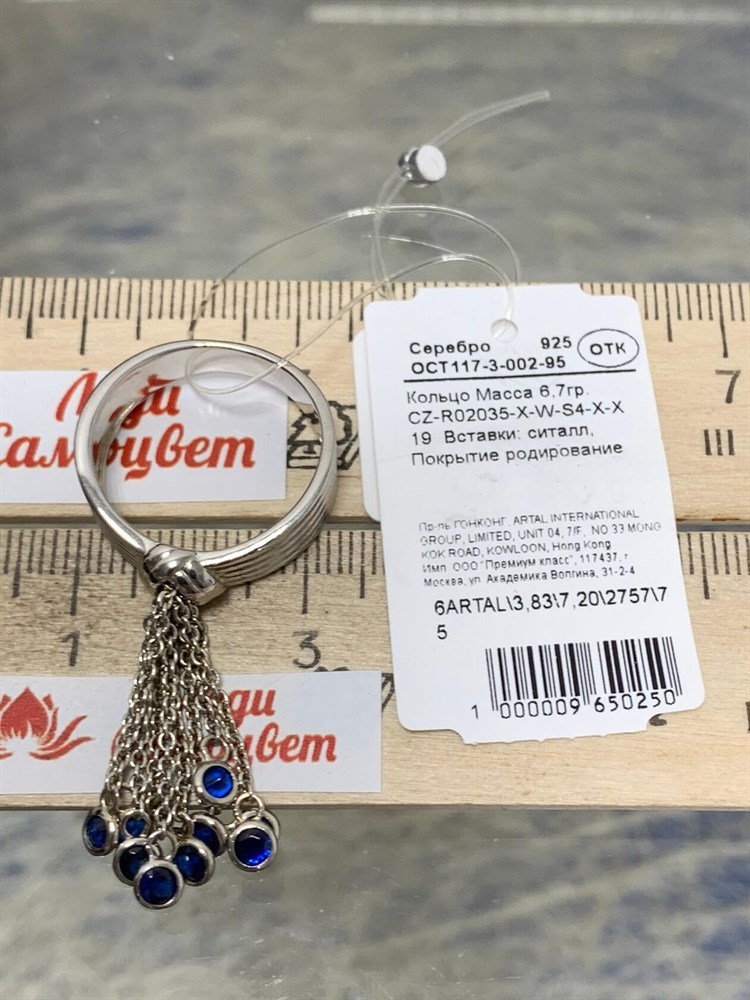 Серебро 925 ОТК
ОСТ117-3-002-95
Кольцо Масса 6,7гр.
CZ-R02035-X-W-S4-X-X
19 Вставки: ситалл,
Покрытие родирование
Пр-ль ГОНКОНГ, ARTAL INTERNATIONAL
GROUP, LIMITED, UNIT 04, 7/F, NO 33 MONG
KOK ROAD, KOWLOON, Hong Kong
Имп. ООО "Премиум класс", 117437, г
Москва, ул. Академика Волгина, 31-2-4
6ARTAL\3,83\7,20\2757\7
5
1 000009 650250
Самоцвет
7
1
3